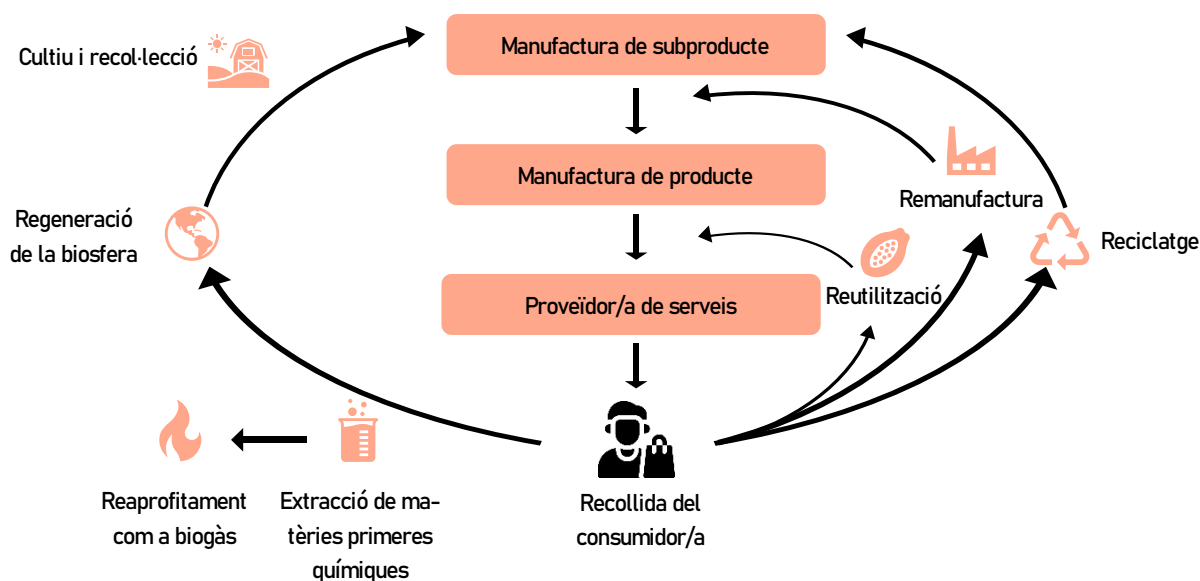 Manufactura de subproducte
Cultiu i recol·lecció
Manufactura de producte
Remanufactura
Regeneració
de la biosfera
Reciclatge
Reutilització
Proveïdor/a de serveis
Reaprofitament
com a biogàs
Extracció de ma-
tèries primeres
químiques
Recollida del
consumidor/a